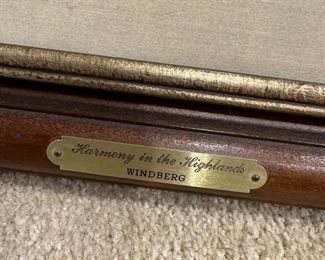 Harmony in the Highlands
WINDBERG